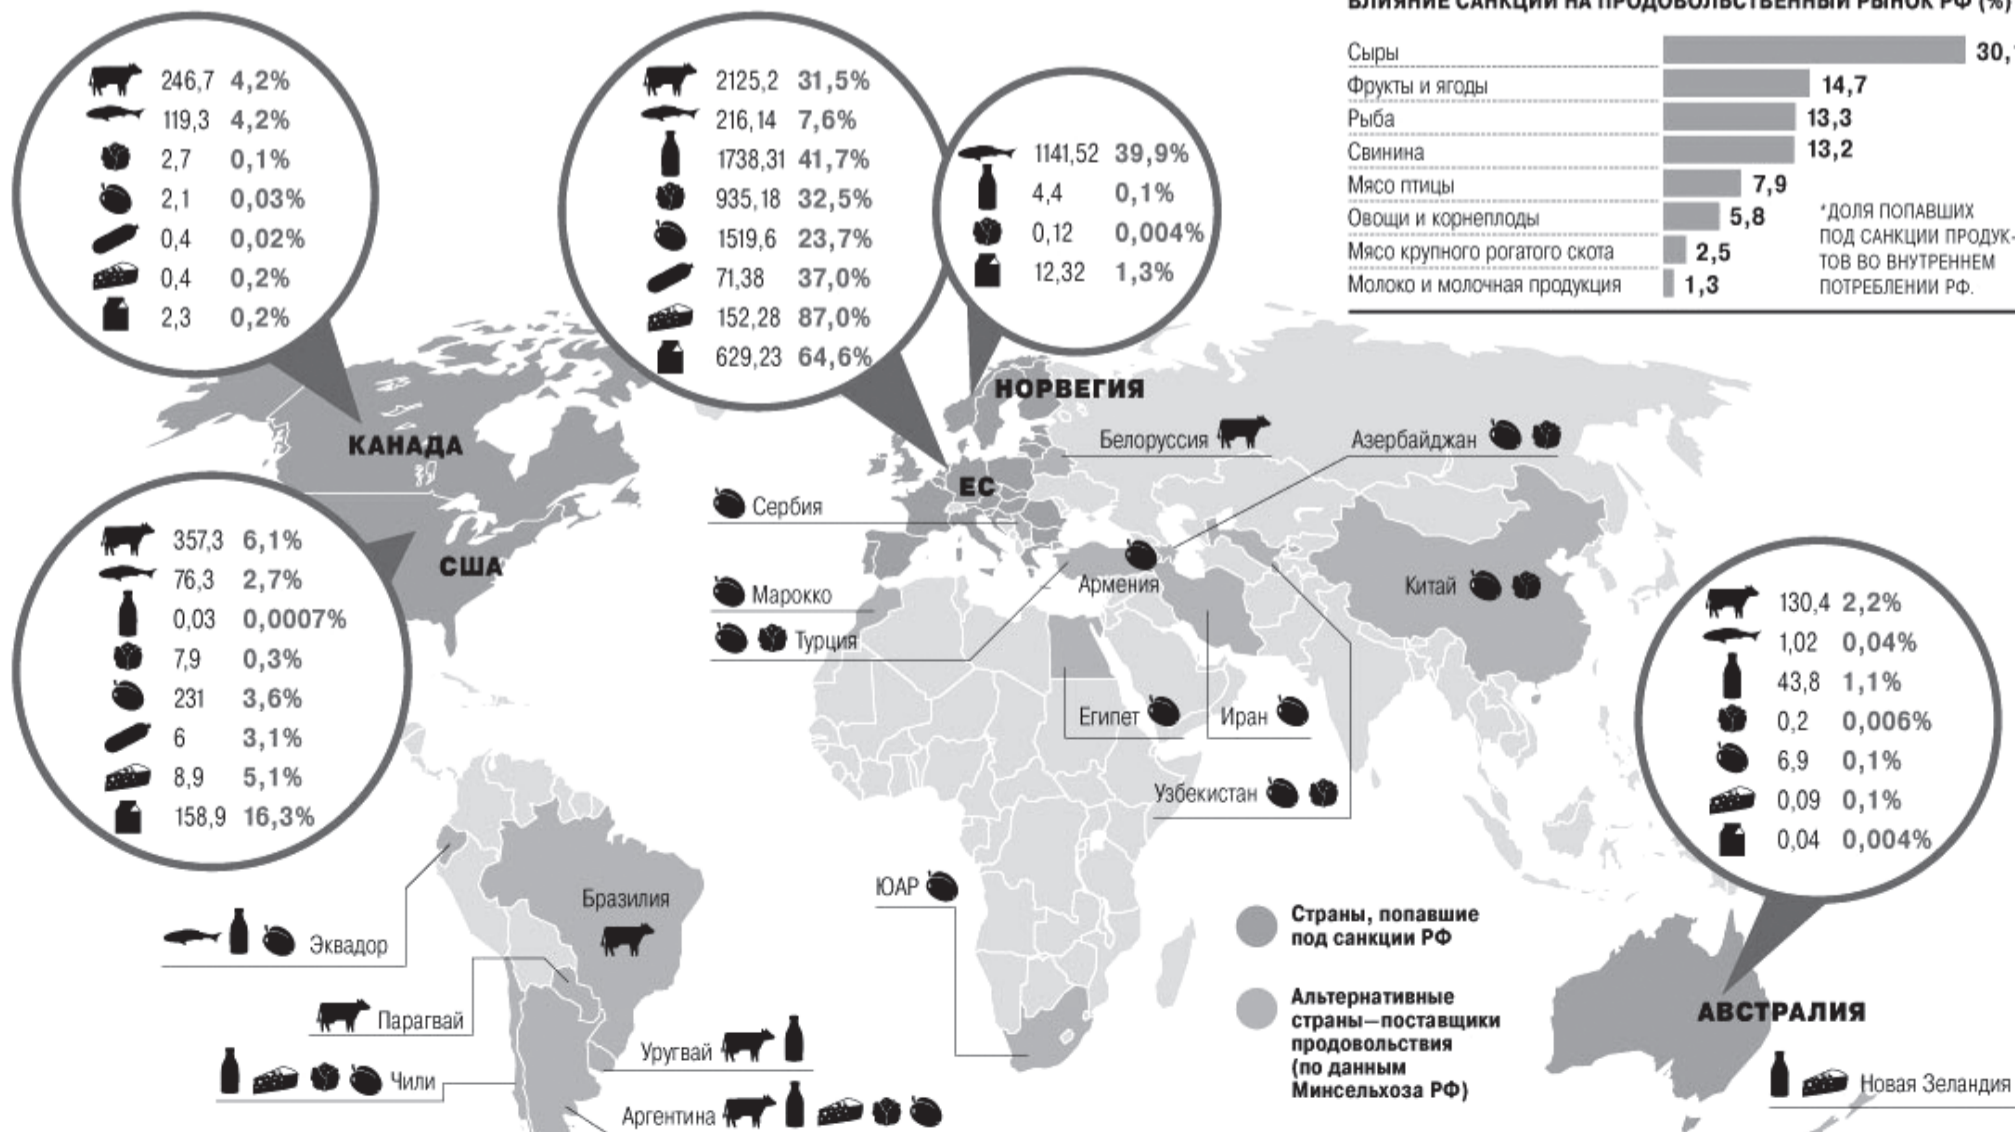 ВЛИЯНИЕ САНКЦИЙ НА ПРОДОВОЛЬСТВЕННЫЙ РЫНОК РФ (%)
Сыры 30,
Фрукты и ягоды 14,7
Рыба 13,3
Свинина 13,2
Мясо птицы 7,9
Овощи и корнеплоды 5,8
Мясо крупного рогатого скота 2,5
Молоко и молочная продукция 1,3
*ДОЛЯ ПОПАВШИХ
ПОД САНКЦИИ ПРОДУК-
ТОВ ВО ВНУТРЕННЕМ
ПОТРЕБЛЕНИИ РФ.
246,7 4,2%
119,3 4,2%
2,7 0,1%
2,1 0,03%
0,4 0,02%
0,4 0,2%
2,3 0,2%
КАНАДА
2125,2 31,5%
216,14 7,6%
1738,31 41,7%
935,18 32,5%
1519,6 23,7%
71,38 37,0%
152,28 87,0%
629,23 64,6%
ЕС
1141,52 39,9%
4,4 0,1%
0,12 0,004%
12,32 1,3%
НОРВЕГИЯ
357,3 6,1%
76,3 2,7%
0,03 0,0007%
7,9 0,3%
231 3,6%
6 3,1%
8,9 5,1%
158,9 16,3%
США
Белоруссия
Азербайджан
Сербия
Марокко
Турция
Армения
Китай
Египет
Иран
Узбекистан
130,4 2,2%
1,02 0,04%
43,8 1,1%
0,2 0,006%
6,9 0,1%
0,09 0,1%
0,04 0,004%
АВСТРАЛИЯ
Новая Зеландия
ЮАР
Бразилия
Эквадор
Парагвай
Чили
Уругвай
Аргентина
Страны, попавшие
под санкции РФ
Альтернативные
страны—поставщики
продовольствия
(по данным
Минсельхоза РФ)